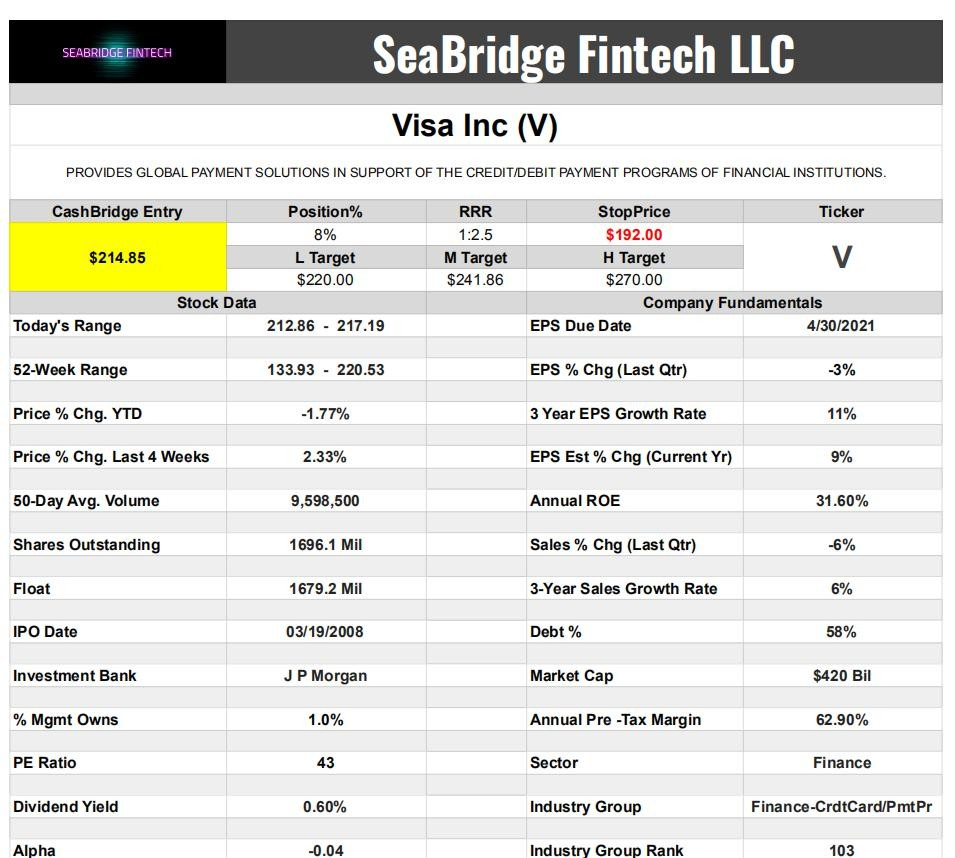 SEABRIDGE FINTECH
SeaBridge Fintech LLC
Visa Inc (V)
PROVIDES GLOBAL PAYMENT SOLUTIONS IN SUPPORT OF THE CREDIT/DEBIT PAYMENT PROGRAMS OF FINANCIAL INSTITUTIONS.
CashBridge Entry Position% RRR StopPrice Ticker
8% 1:2.5 $192.00
$214.85 L Target M Target H Target V
$220.00 $241.86 $270.00
Stock Data Company Fundamentals
Today's Range 212.86 - 217.19 EPS Due Date 4/30/2021
52-Week Range 133.93 - 220.53 EPS % Chg (Last Qtr) -3%
Price % Chg. YTD -1.77% 3 Year EPS Growth Rate 11%
Price % Chg. Last 4 Weeks 2.33% EPS Est % Chg (Current Yr) 9%
50-Day Avg. Volume 9,598,500 Annual ROE 31.60%
Shares Outstanding 1696.1 Mil Sales % Chg (Last Qtr) -6%
Float 1679.2 Mil 3-Year Sales Growth Rate 6%
IPO Date 03/19/2008 Debt % 58%
Investment Bank J P Morgan Market Cap $420 Bil
% Mgmt Owns 1.0% Annual Pre -Tax Margin 62.90%
PE Ratio 43 Sector Finance
Dividend Yield 0.60% Industry Group Finance-CrdtCard/PmtPr
Alpha -0.04 Industry Group Rank 103